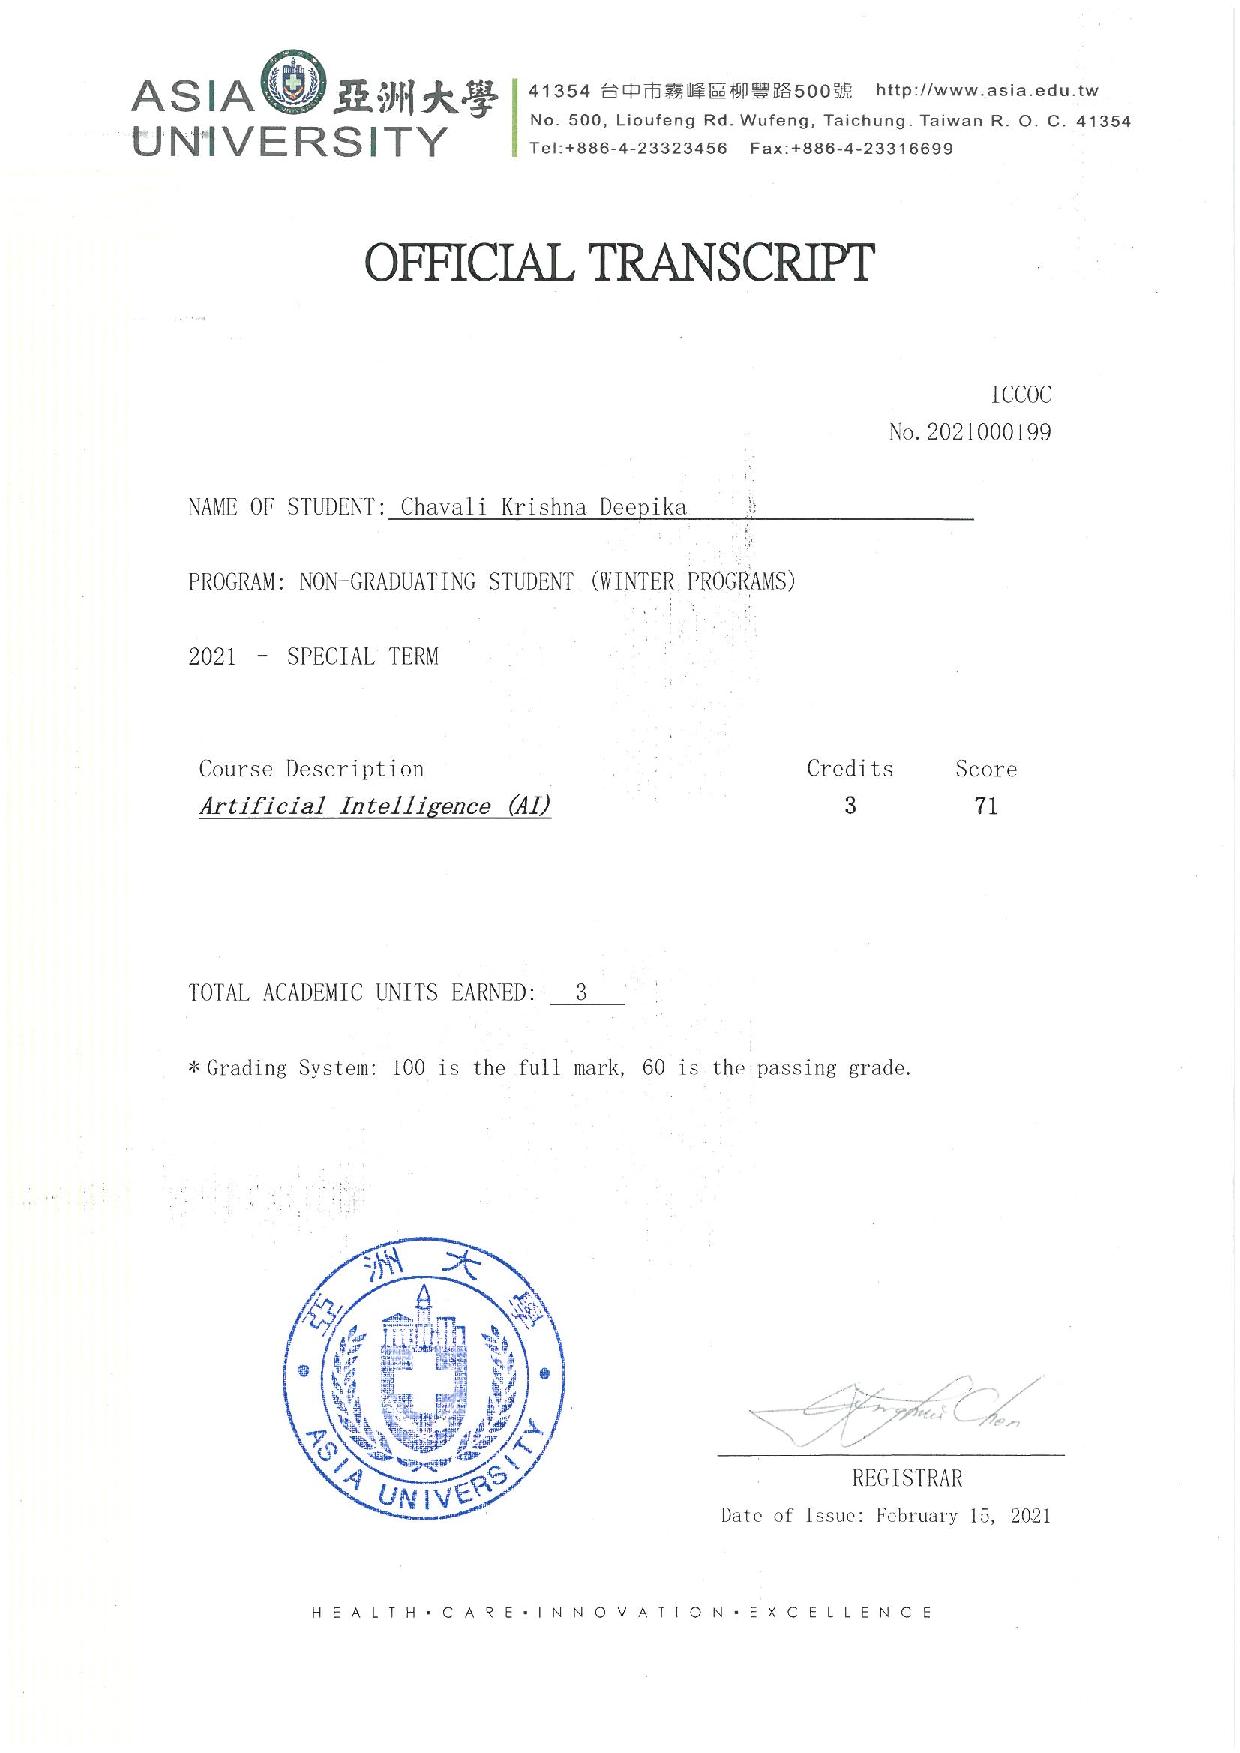 ASIA 亞洲大學
UNIVERSITY
41354 台中市霧峰區柳豐路500號 http://www.asia.edu.tw
No. 500, Lioufeng Rd. Wufeng, Taichung. Taiwan R. O. C. 41354
Tel:+886-4-23323456 Fax:+886-4-23316699
OFFICIAL TRANSCRIPT
ICCOC
No. 2021000199
NAME OF STUDENT: Chavali Krishna Deepika
PROGRAM: NON-GRADUATING STUDENT (WINTER PROGRAMS)
2021 - SPECIAL TERM
Course Description Credits Score
Artificial Intelligence (AI) 3 71
TOTAL ACADEMIC UNITS EARNED: 3
* Grading System: 100 is the full mark, 60 is the passing grade.
亞洲大學
ASIA UNIVERSITY
Chen
REGISTRAR
Date of Issue: February 15, 2021
HEALTH•CARE•INNOVATION•EXCELLENCE